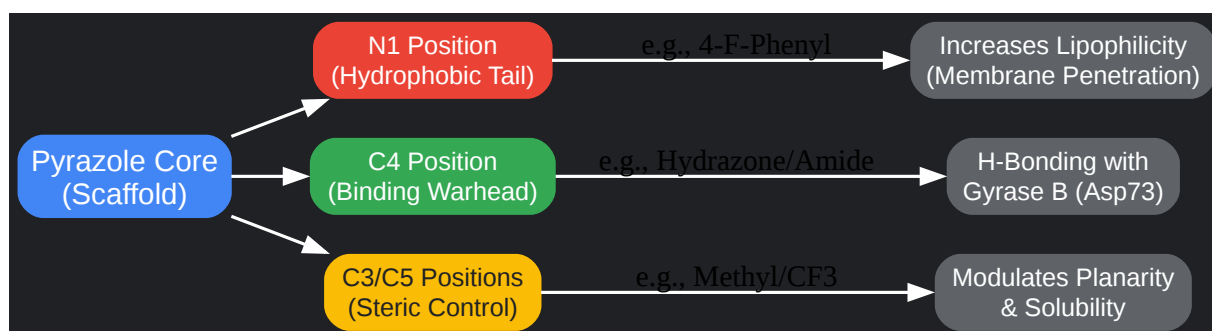 N1 Position
(Hydrophobic Tail)
e.g., 4-F-Phenyl
Increases Lipophilicity
(Membrane Penetration)
Pyrazole Core
(Scaffold)
C4 Position
(Binding Warhead)
e.g., Hydrazone/Amide
H-Bonding with
Gyrase B (Asp73)
C3/C5 Positions
(Steric Control)
e.g., Methyl/CF3
Modulates Planarity
& Solubility